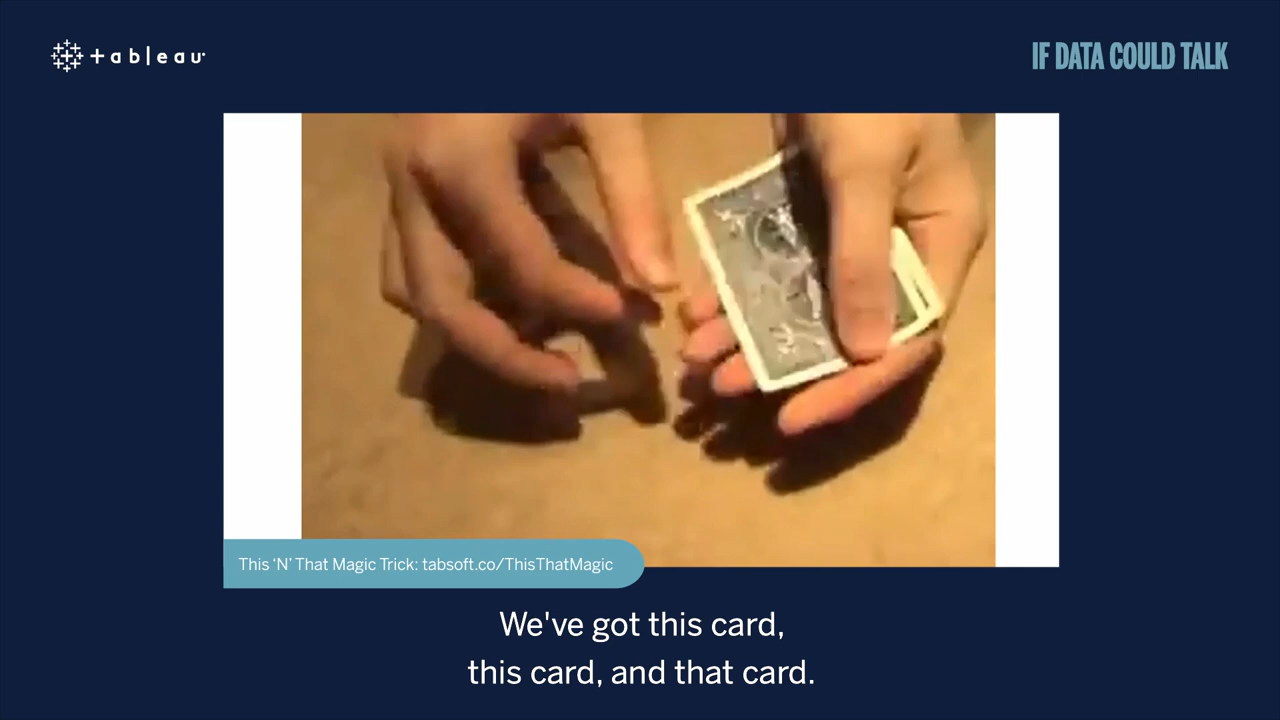 +ableau
IF DATA COULD TALK
This ‘N’ That Magic Trick: tabsoft.co/ThisThatMagic
We've got this card,
this card, and that card.